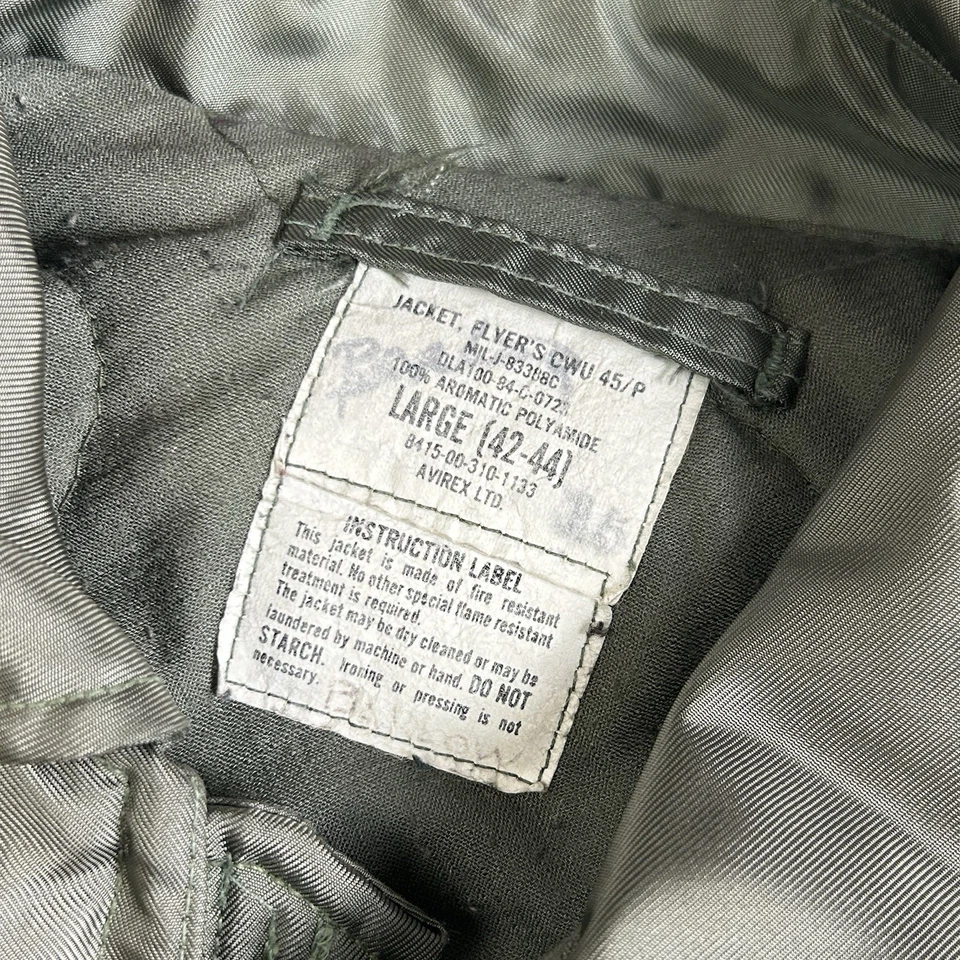 JACKET, FLYER'S CWU 45/P
MIL-J-83388C
DLA100-84-C-072
100% AROMATIC POLYAMIDE
LARGE (42-44)
8415-00-310-1133
AVIREX LTD.
INSTRUCTION LABEL
This jacket is made of fire resistant
material. No other special flame resistant
treatment is required.
The jacket may be dry cleaned or may be
laundered by machine or hand. DO NOT
STARCH. Ironing or pressing is not
necessary.